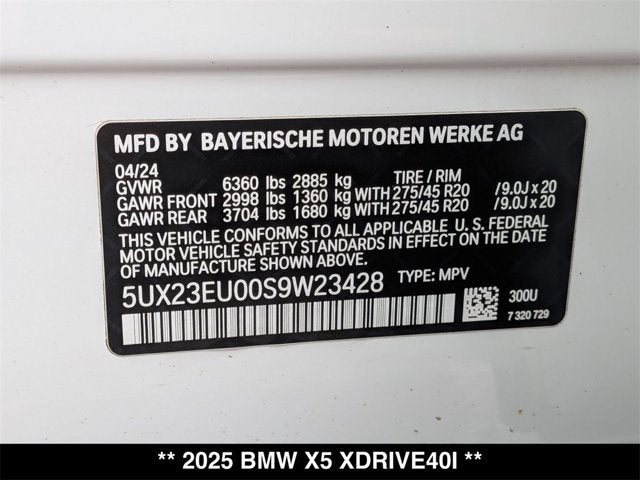 MFD BY BAYERISCHE MOTOREN WERKE AG
04/24 TIRE / RIM
GVWR 6360 lbs 2885 kg
GAWR FRONT 2998 lbs 1360 kg WITH 275/45 R20 /9.0J x 20
GAWR REAR 3704 lbs 1680 kg WITH 275/45 R20 /9.0J x 20
THIS VEHICLE CONFORMS TO ALL APPLICABLE U. S. FEDERAL
MOTOR VEHICLE SAFETY STANDARDS IN EFFECT ON THE DATE OF
MANUFACTURE SHOWN ABOVE.
5UX23EU00S9W23428 TYPE: MPV
300U
7 320 729
** 2025 BMW X5 XDRIVE40I **